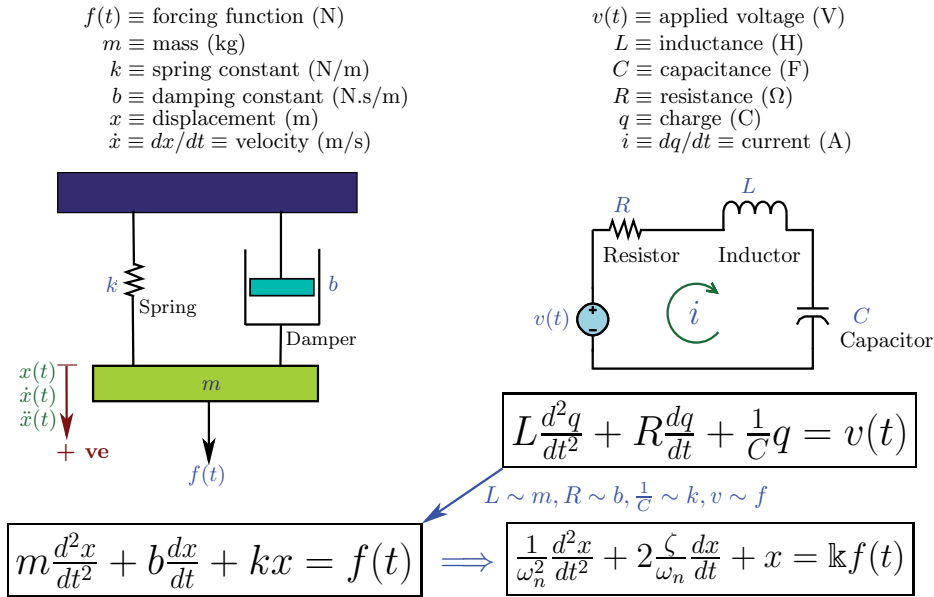 f(t) ≡ forcing function (N)
m ≡ mass (kg)
k ≡ spring constant (N/m)
b ≡ damping constant (N.s/m)
x ≡ displacement (m)
ẋ ≡ dx/dt ≡ velocity (m/s)
v(t) ≡ applied voltage (V)
L ≡ inductance (H)
C ≡ capacitance (F)
R ≡ resistance (Ω)
q ≡ charge (C)
i ≡ dq/dt ≡ current (A)
k
Spring
b
Damper
m
x(t)
ẋ(t)
ẍ(t)
+ ve
f(t)
R
Resistor
L
Inductor
v(t)
+
−
i
C
Capacitor
L d²q/dt² + R dq/dt + 1/C q = v(t)
L ∼ m, R ∼ b, 1/C ∼ k, v ∼ f
m d²x/dt² + b dx/dt + kx = f(t)
⟹
1/ωₙ² d²x/dt² + 2 ζ/ωₙ dx/dt + x = 𝕜f(t)